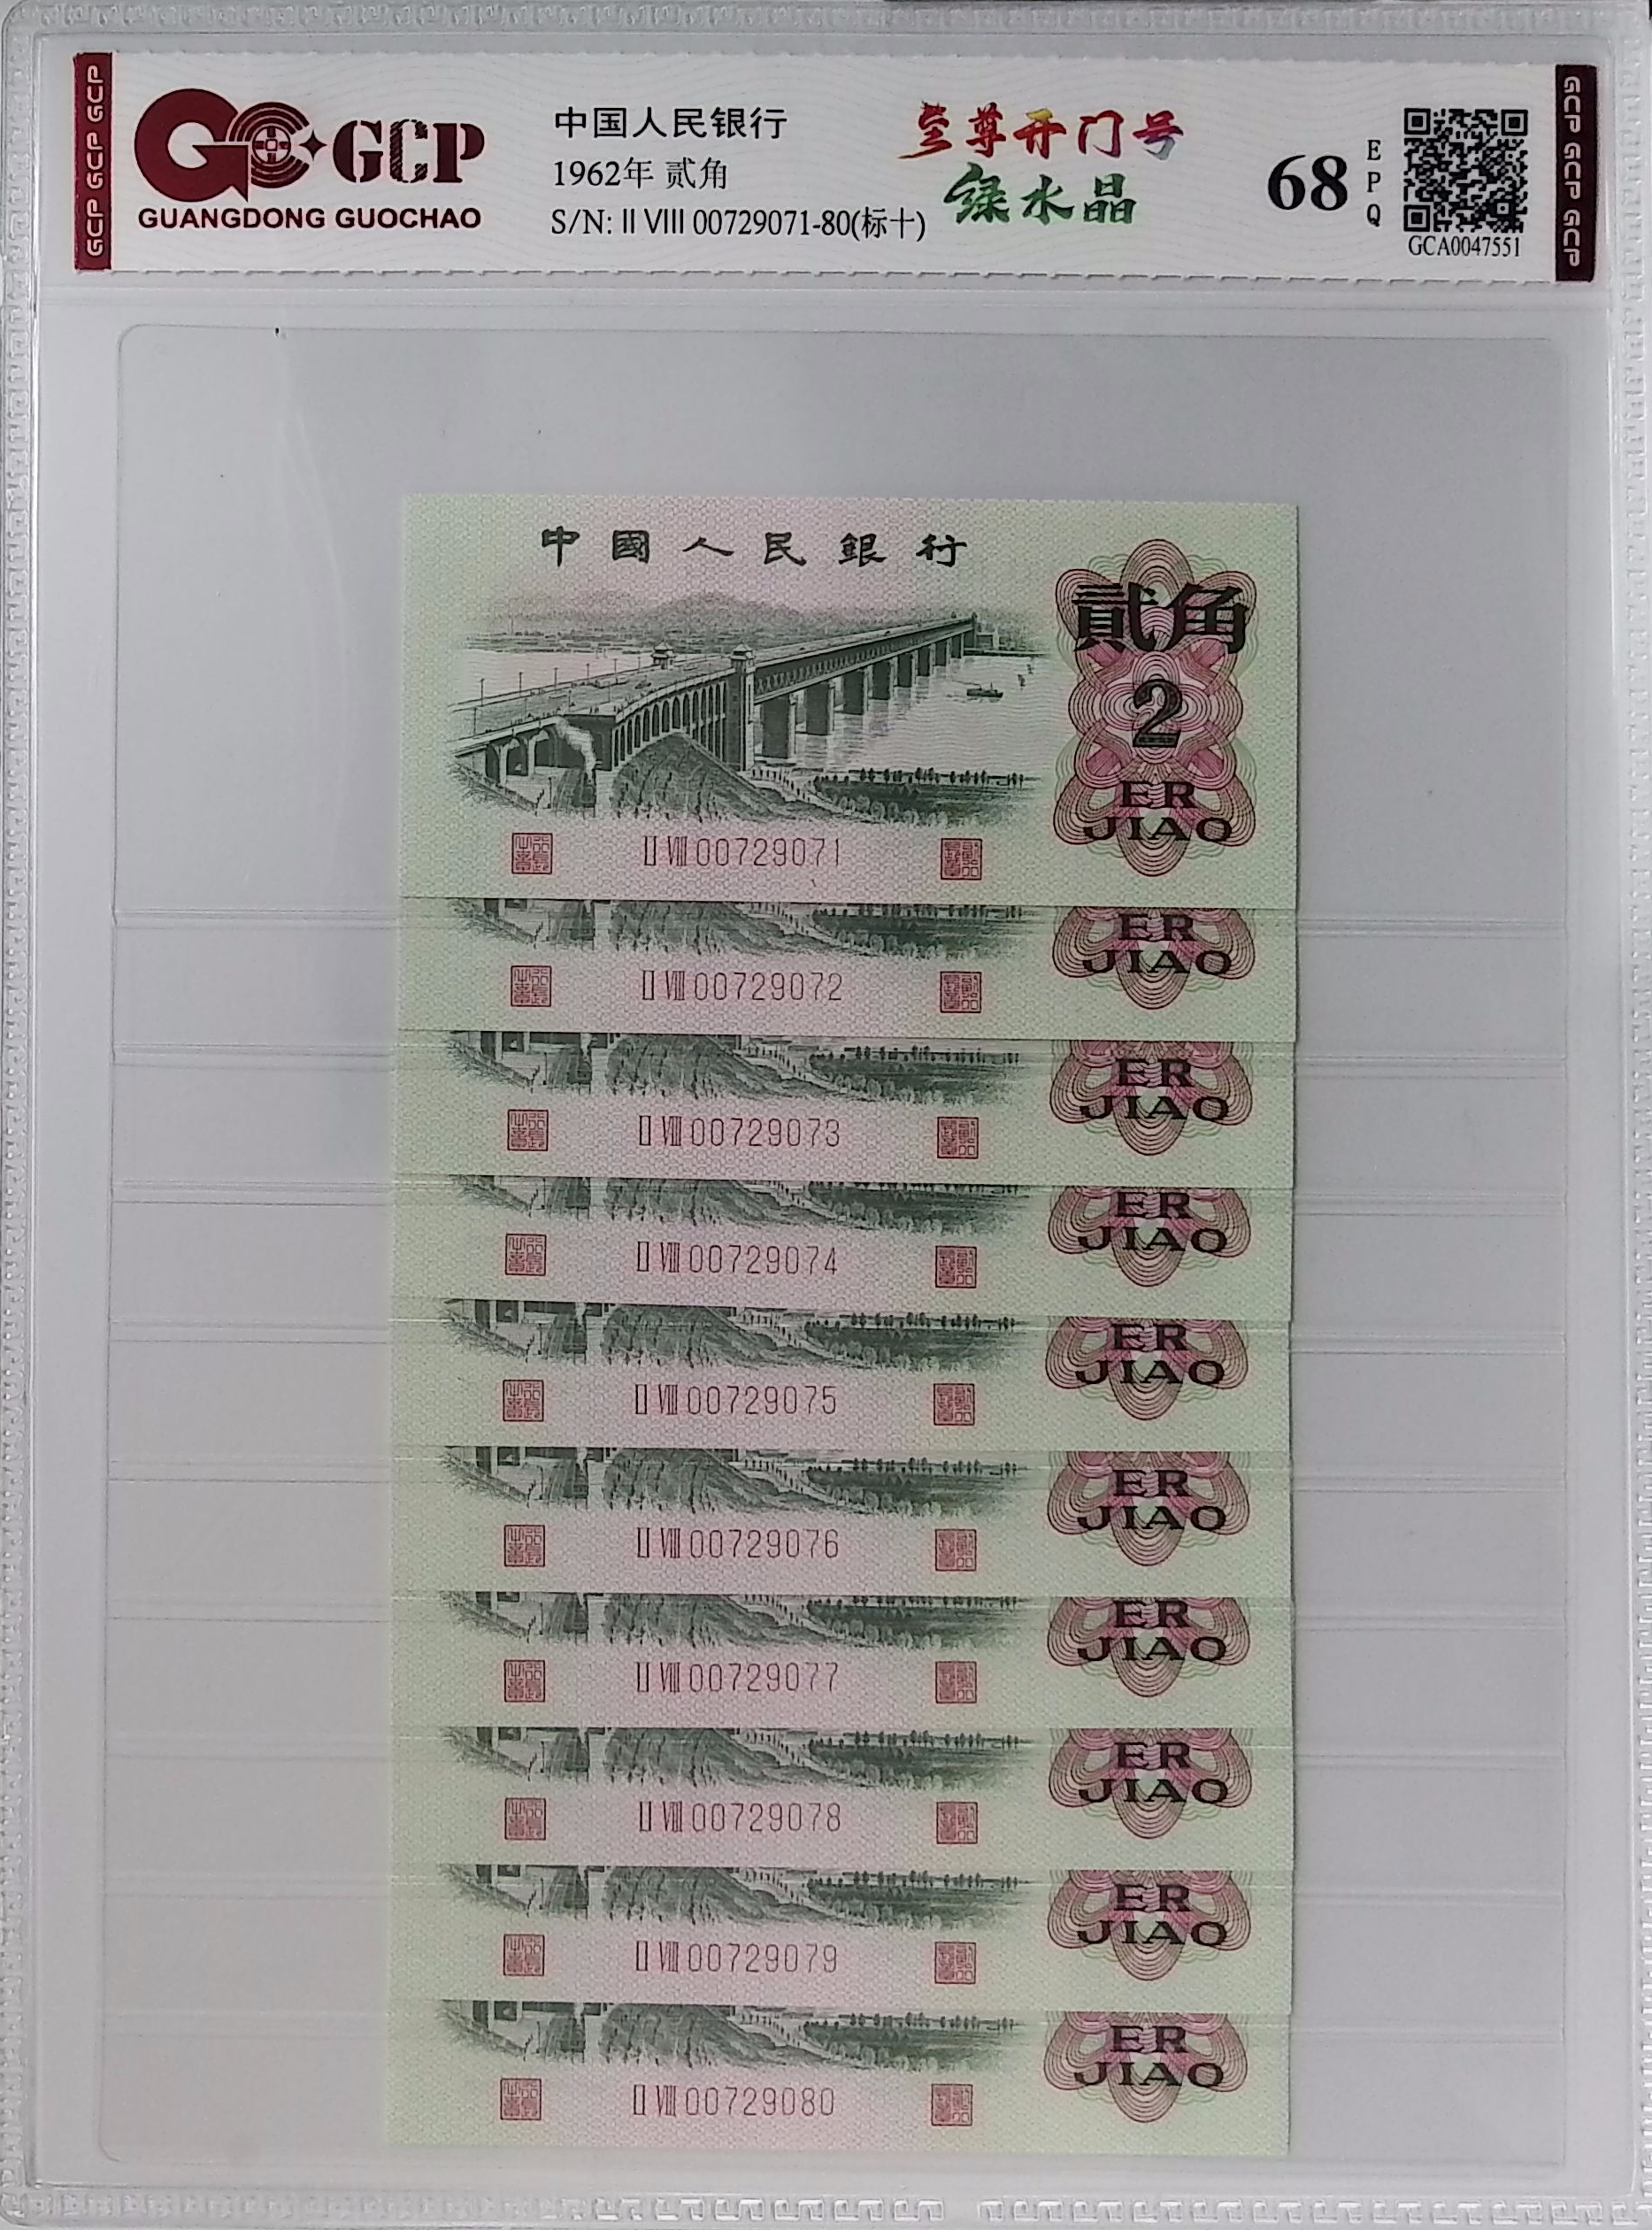 GCP GCP GCP
GCP
GUANGDONG GUOCHAO
中国人民银行
1962年 贰角
S/N: II VIII 00729071-80(标十)
至尊开门号
绿水晶
68
EPQ
GCA0047551
GCP GCP GCP
中國人民銀行
貳角
2
ER
JIAO
II VIII 00729071
ER
JIAO
II VIII 00729072
ER
JIAO
II VIII 00729073
ER
JIAO
II VIII 00729074
ER
JIAO
II VIII 00729075
ER
JIAO
II VIII 00729076
ER
JIAO
II VIII 00729077
ER
JIAO
II VIII 00729078
ER
JIAO
II VIII 00729079
ER
JIAO
II VIII 00729080